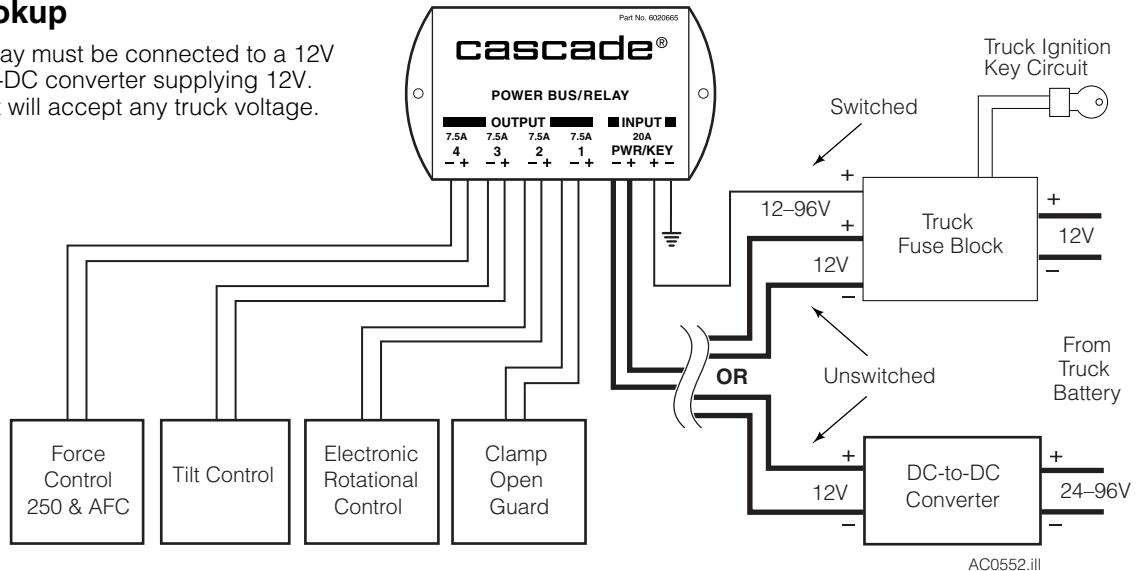 ay must be connected to a 12V
-DC converter supplying 12V.
will accept any truck voltage.
Part No. 6020665
cascade®
POWER BUS/RELAY
OUTPUT INPUT
7.5A 7.5A 7.5A 7.5A 20A
4 3 2 1 PWR/KEY
– + – + – + – + – + + –
Truck Ignition
Key Circuit
Switched
+
12–96V
+
12V
–
Truck
Fuse Block
+
12V
–
OR
Unswitched
From
Truck
Battery
Force
Control
250 & AFC
Tilt Control
Electronic
Rotational
Control
Clamp
Open
Guard
+
12V
–
DC-to-DC
Converter
+
24–96V
–
AC0552.ill